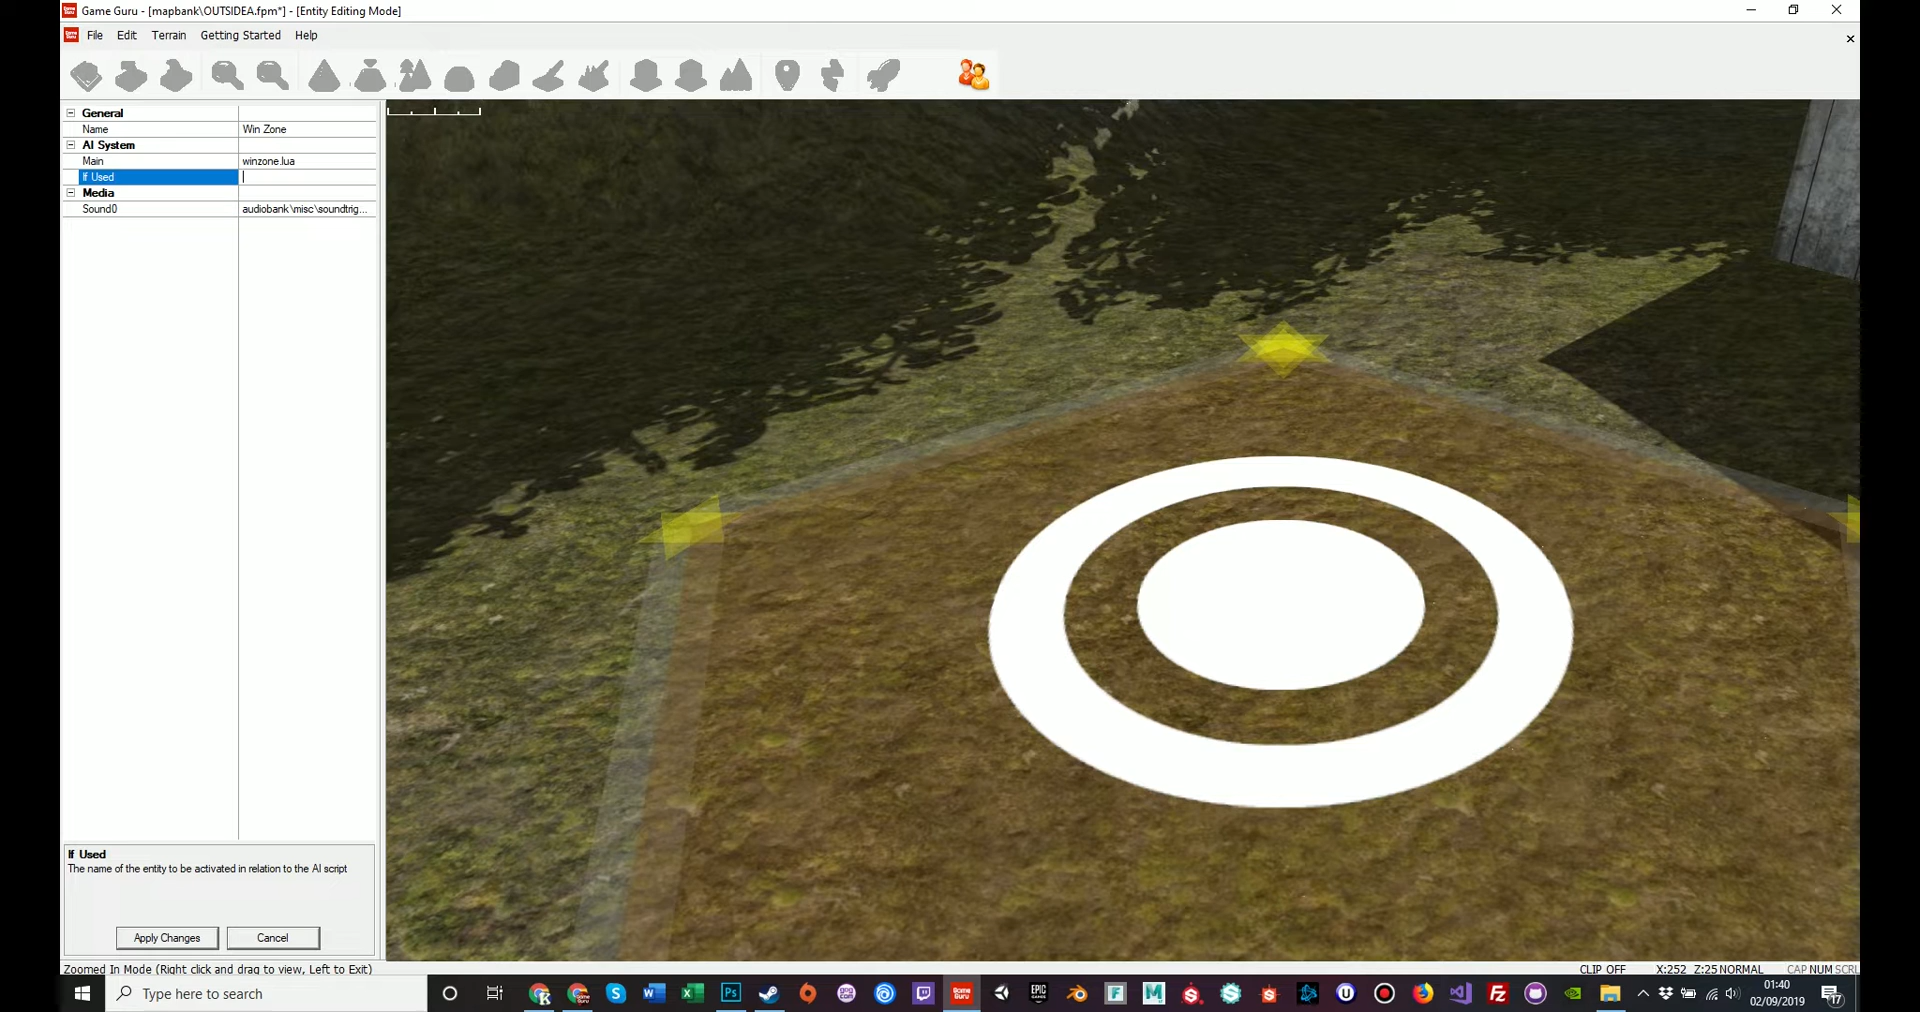 Game Guru - [mapbank\OUTSIDEA.fpm*] - [Entity Editing Mode]
File Edit Terrain Getting Started Help
General
Name Win Zone
AI System
Main winzone.lua
If Used
Media
Sound0 audiobank\misc\soundtrig...
If Used
The name of the entity to be activated in relation to the AI script
Apply Changes Cancel
Zoomed In Mode (Right click and drag to view, Left to Exit) CLIP OFF X:252 Z:25 NORMAL CAP NUM SCRL
Type here to search
01:40
02/09/2019
17